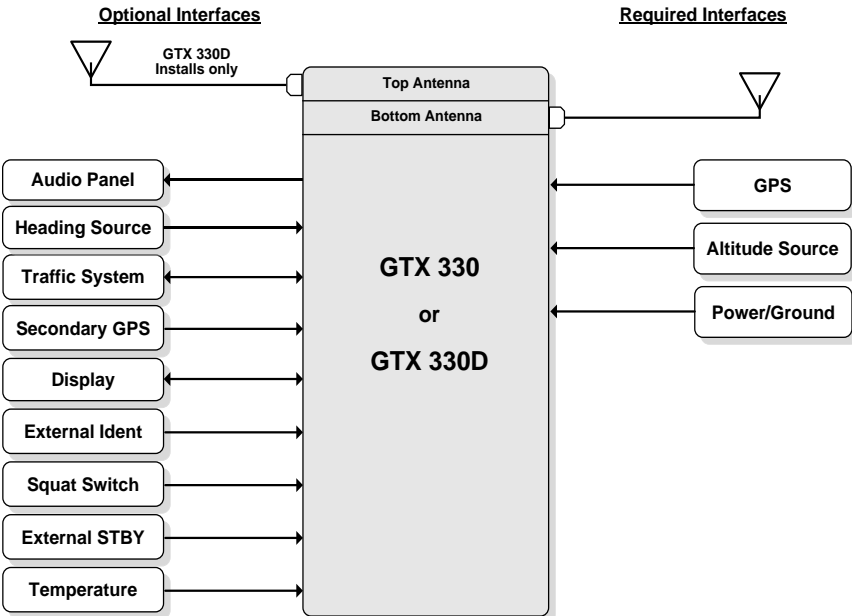 Optional Interfaces
Required Interfaces
GTX 330D
Installs only
Top Antenna
Bottom Antenna
Audio Panel
Heading Source
Traffic System
Secondary GPS
Display
External Ident
Squat Switch
External STBY
Temperature
GTX 330
or
GTX 330D
GPS
Altitude Source
Power/Ground